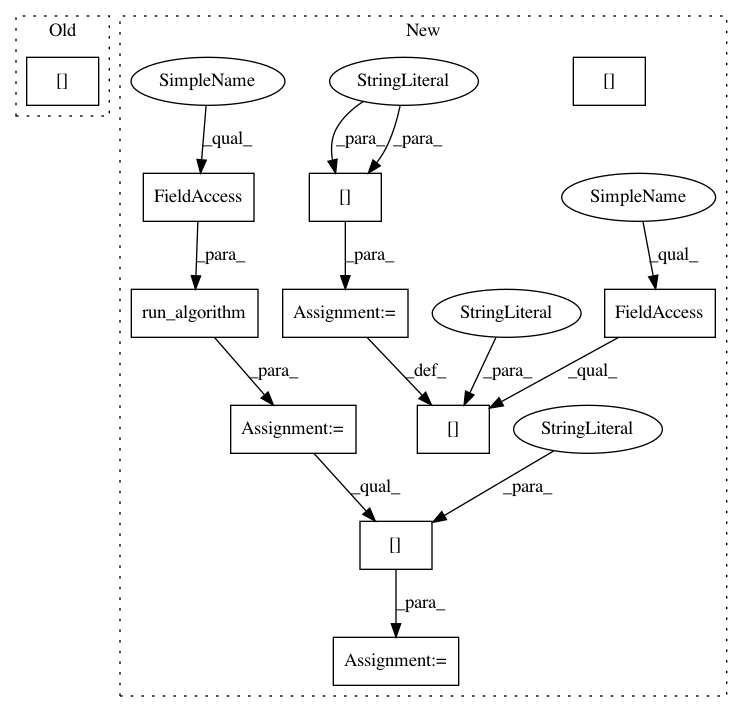 Old
New
[]
SimpleName
StringLiteral
[]
_qual_
_para_
_para_
FieldAccess
[]
SimpleName
_para_
_para_
_qual_
run_algorithm
Assignment:=
StringLiteral
FieldAccess
_para_
_def_
_para_
_qual_
Assignment:=
[]
StringLiteral
_qual_
_para_
[]
_para_
Assignment:=